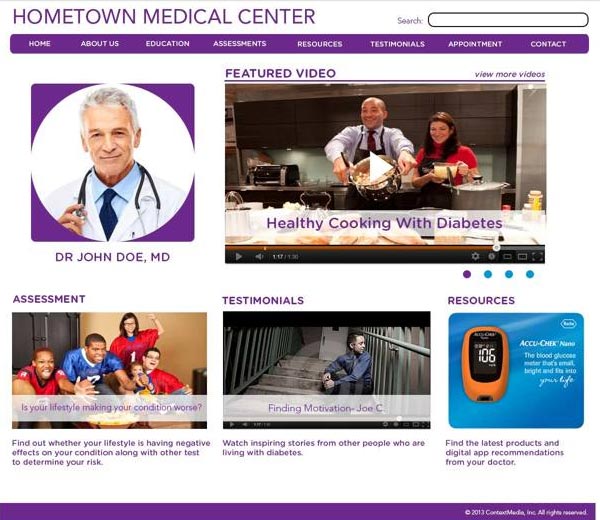 HOMETOWN MEDICAL CENTER
Search:
HOME ABOUT US EDUCATION ASSESSMENTS RESOURCES TESTIMONIALS APPOINTMENT CONTACT
FEATURED VIDEO
view more videos
Healthy Cooking With Diabetes
1:17 / 1:30
DR JOHN DOE, MD
ASSESSMENT
Is your lifestyle making your condition worse?
Find out whether your lifestyle is having negative
effects on your condition along with other test
to determine your risk.
TESTIMONIALS
Finding Motivation- Joe C.
Watch inspiring stories from other people who are
living with diabetes.
RESOURCES
Roche
ACCU-CHEK® Nano
The blood glucose
meter that's small,
bright and fits into
your life
ACCU-CHEK
106
Find the latest products and
digital app recommendations
from your doctor.
© 2013 ContextMedia, Inc. All rights reserved.